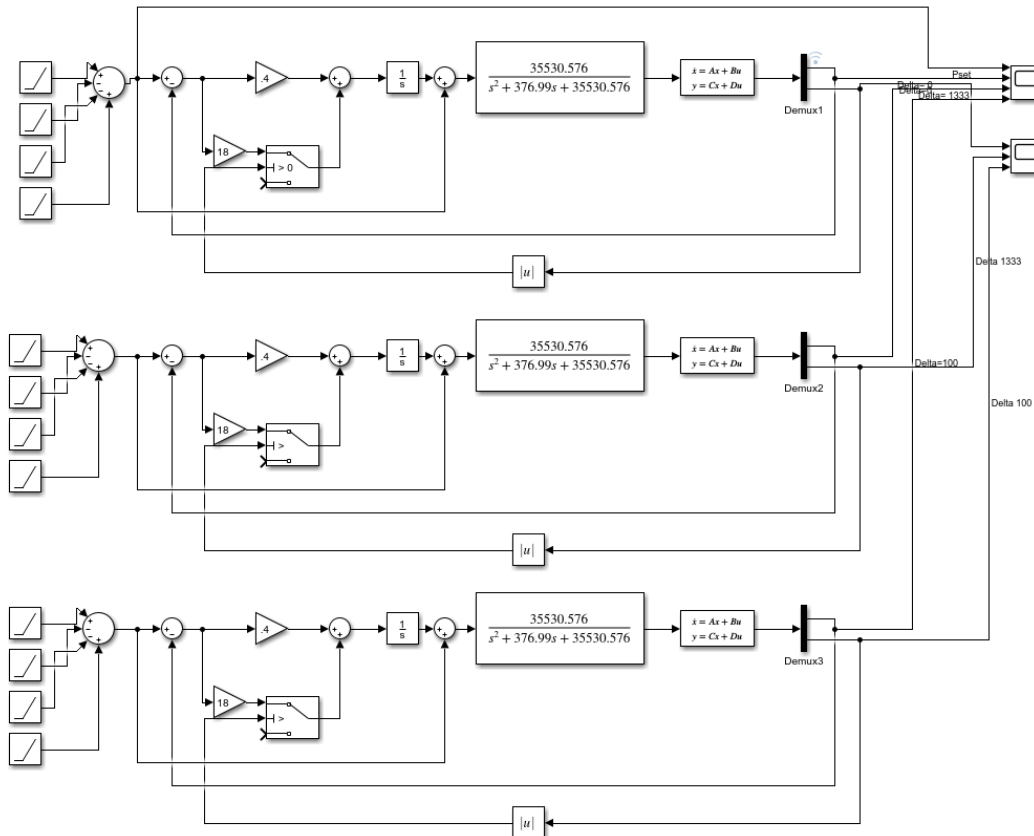 .4
1
s
35530.576
s² + 376.99s + 35530.576
ẋ = Ax + Bu
y = Cx + Du
Demux1
18
> 0
|u|
Pset
Delta= 0
Delta= 1333
Delta 1333
.4
1
s
35530.576
s² + 376.99s + 35530.576
ẋ = Ax + Bu
y = Cx + Du
Demux2
18
>
|u|
Delta=100
Delta 100
.4
1
s
35530.576
s² + 376.99s + 35530.576
ẋ = Ax + Bu
y = Cx + Du
Demux3
18
>
|u|